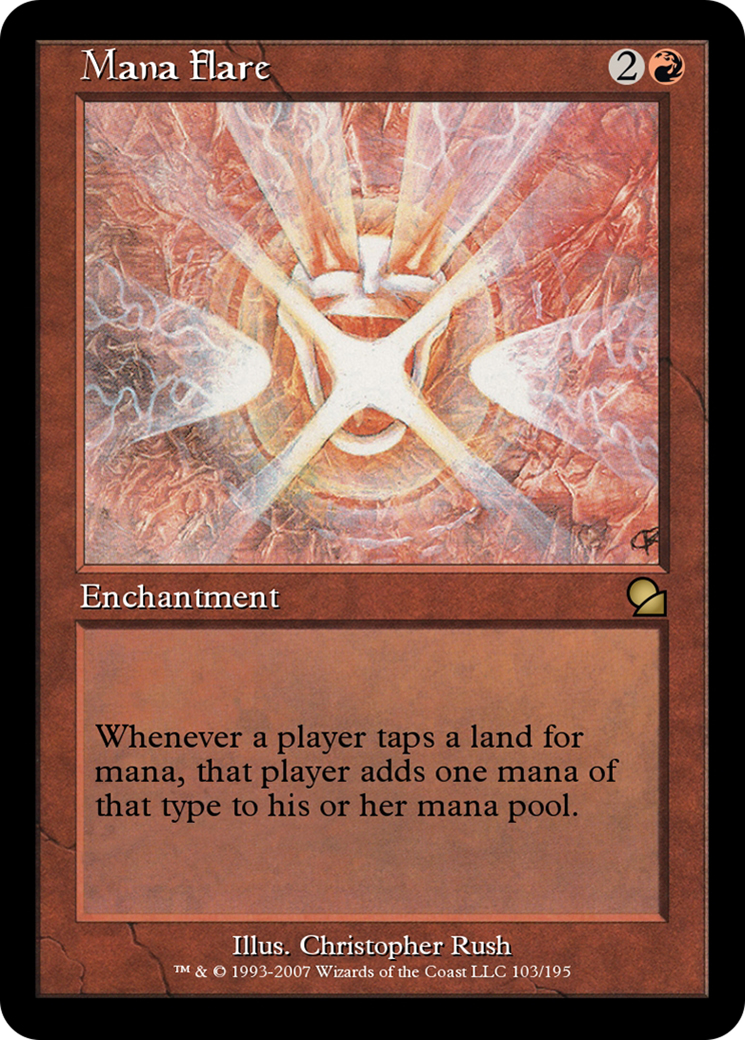 Mana Flare 2
Enchantment
Whenever a player taps a land for
mana, that player adds one mana of
that type to his or her mana pool.
Illus. Christopher Rush
™ & © 1993-2007 Wizards of the Coast LLC 103/195